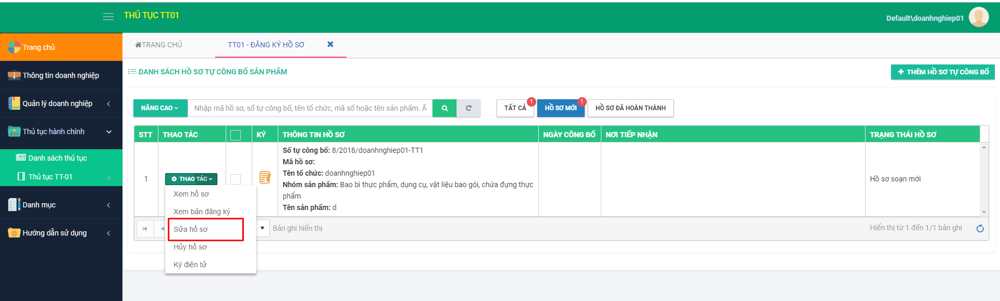 THỦ TỤC TT01
Default\doanhnghiep01
Trang chủ
Thông tin doanh nghiệp
Quản lý doanh nghiệp
Thủ tục hành chính
Danh sách thủ tục
Thủ tục TT-01
Danh mục
Hướng dẫn sử dụng
TRANG CHỦ
TT01 - ĐĂNG KÝ HỒ SƠ
DANH SÁCH HỒ SƠ TỰ CÔNG BỐ SẢN PHẨM
THÊM HỒ SƠ TỰ CÔNG BỐ
NÂNG CAO
Nhập mã hồ sơ, số tự công bố, tên tổ chức, mã số hoặc tên sản phẩm.
TẤT CẢ 1
HỒ SƠ MỚI 1
HỒ SƠ ĐÃ HOÀN THÀNH
STT THAO TÁC KÝ THÔNG TIN HỒ SƠ NGÀY CÔNG BỐ NƠI TIẾP NHẬN TRẠNG THÁI HỒ SƠ
1
THAO TÁC
Số tự công bố: 8/2018/doanhnghiep01-TT1
Mã hồ sơ:
Tên tổ chức: doanhnghiep01
Nhóm sản phẩm: Bao bì thực phẩm, dụng cụ, vật liệu bao gói, chứa đựng thực
phẩm
Tên sản phẩm: d
Hồ sơ soạn mới
Xem hồ sơ
Xem bản đăng ký
Sửa hồ sơ
Hủy hồ sơ
Ký điện tử
Bản ghi hiển thị
Hiển thị từ 1 đến 1/1 bản ghi